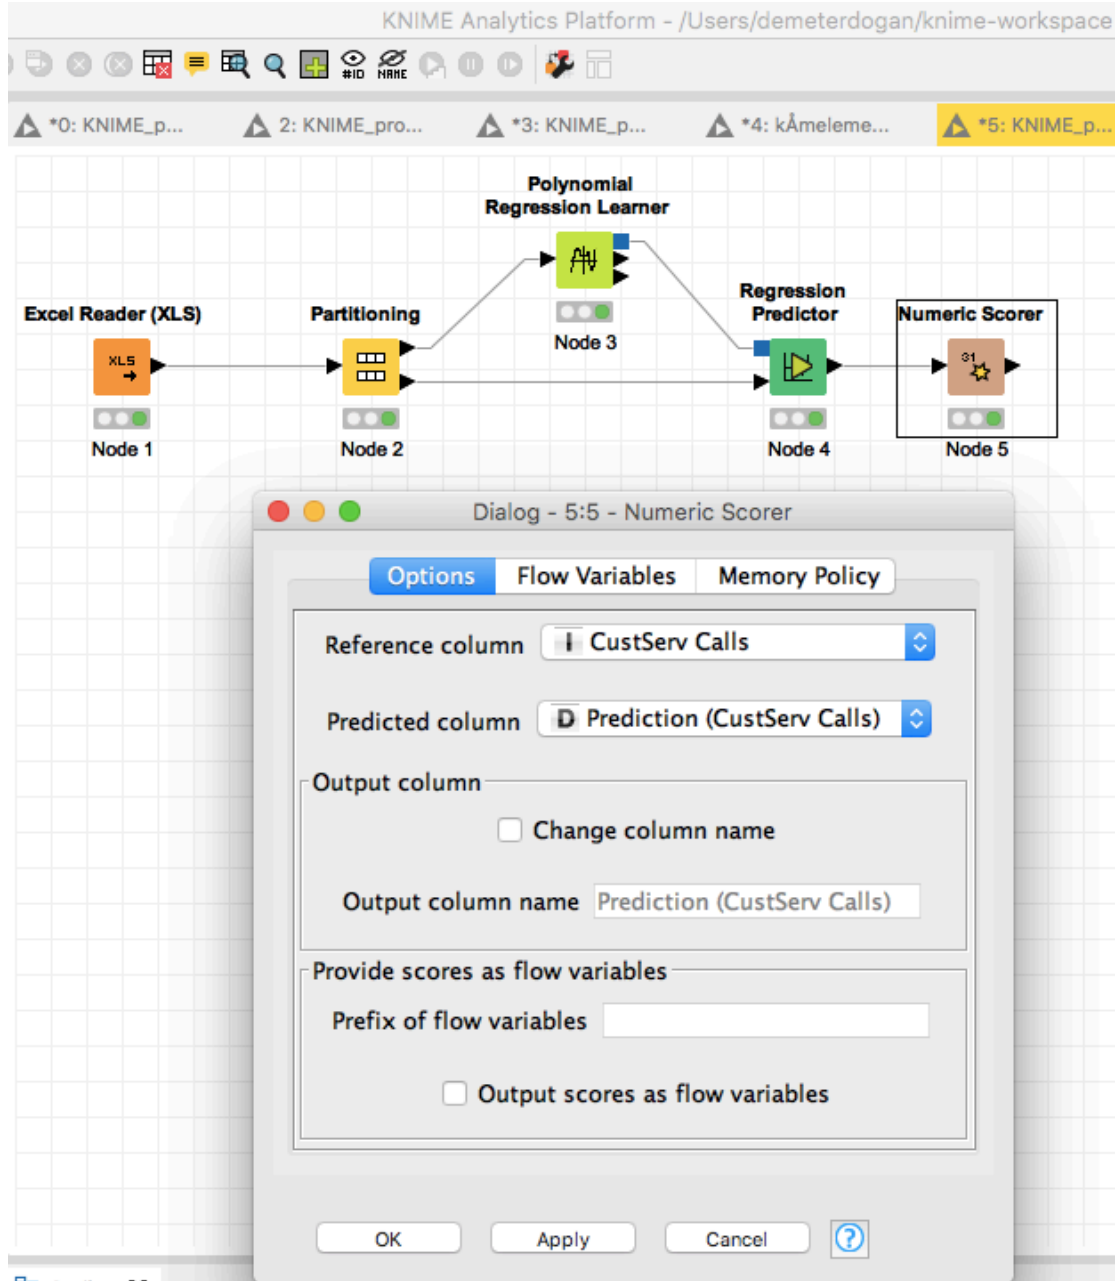 KNIME Analytics Platform - /Users/demeterdogan/knime-workspace
#ID NAME
*0: KNIME_p... 2: KNIME_pro... *3: KNIME_p... *4: kÅmeleme... *5: KNIME_p...
Polynomial
Regression Learner
Node 3
Regression
Predictor
Excel Reader (XLS) Partitioning Numeric Scorer
XLS
31
Node 1 Node 2 Node 4 Node 5
Dialog - 5:5 - Numeric Scorer
Options Flow Variables Memory Policy
Reference column I CustServ Calls
Predicted column D Prediction (CustServ Calls)
Output column
Change column name
Output column name Prediction (CustServ Calls)
Provide scores as flow variables
Prefix of flow variables
Output scores as flow variables
OK Apply Cancel ?